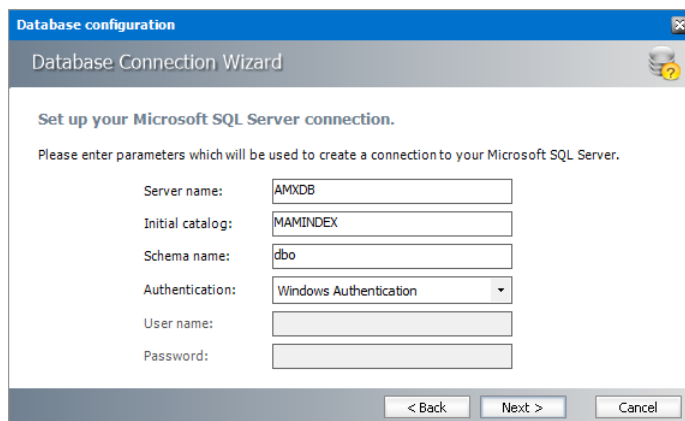 Database configuration
Database Connection Wizard
Set up your Microsoft SQL Server connection.
Please enter parameters which will be used to create a connection to your Microsoft SQL Server.
Server name: AMXDB
Initial catalog: MAMINDEX
Schema name: dbo
Authentication: Windows Authentication
User name:
Password:
< Back Next > Cancel